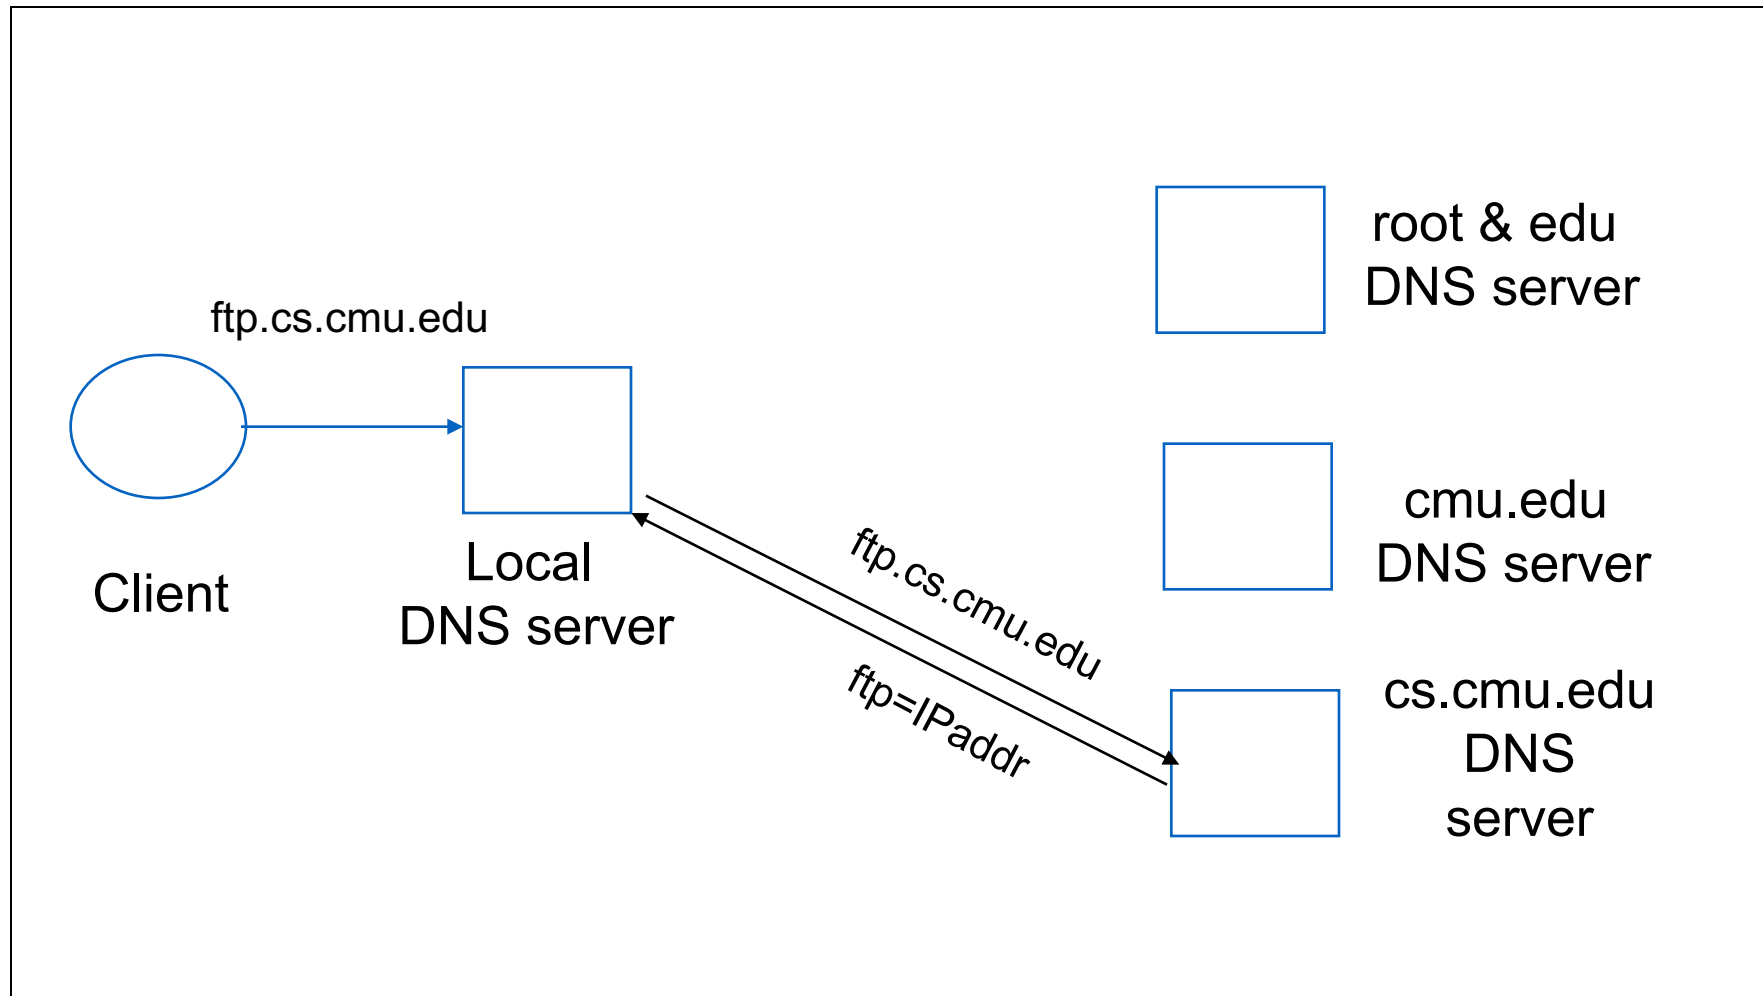 root & edu
DNS server
ftp.cs.cmu.edu
cmu.edu
DNS server
Client
Local
DNS server
ftp.cs.cmu.edu
ftp=IPaddr
cs.cmu.edu
DNS
server